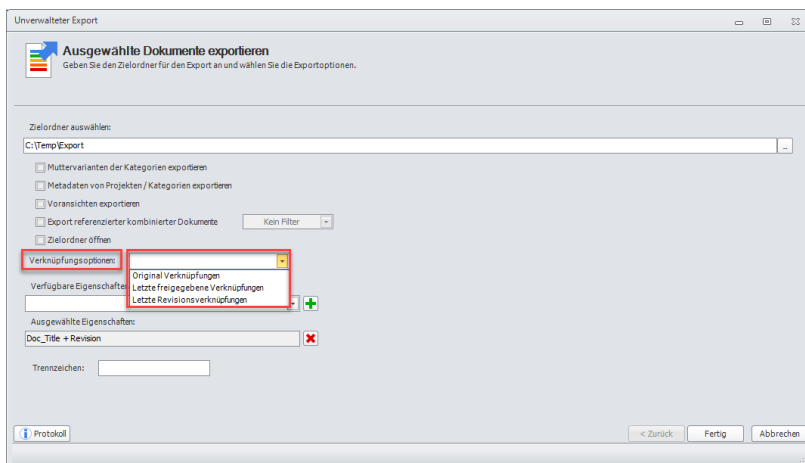 Unverwalteter Export
Ausgewählte Dokumente exportieren
Geben Sie den Zielordner für den Export an und wählen Sie die Exportoptionen.
Zielordner auswählen:
C:\Temp\Export
...
Muttervarianten der Kategorien exportieren
Metadaten von Projekten / Kategorien exportieren
Voransichten exportieren
Export referenzierter kombinierter Dokumente
Kein Filter
Zielordner öffnen
Verknüpfungsoptionen:
Original Verknüpfungen
Letzte freigegebene Verknüpfungen
Letzte Revisionsverknüpfungen
Verfügbare Eigenschaften
Ausgewählte Eigenschaften:
Doc_Title + Revision
Trennzeichen:
Protokoll
< Zurück
Fertig
Abbrechen